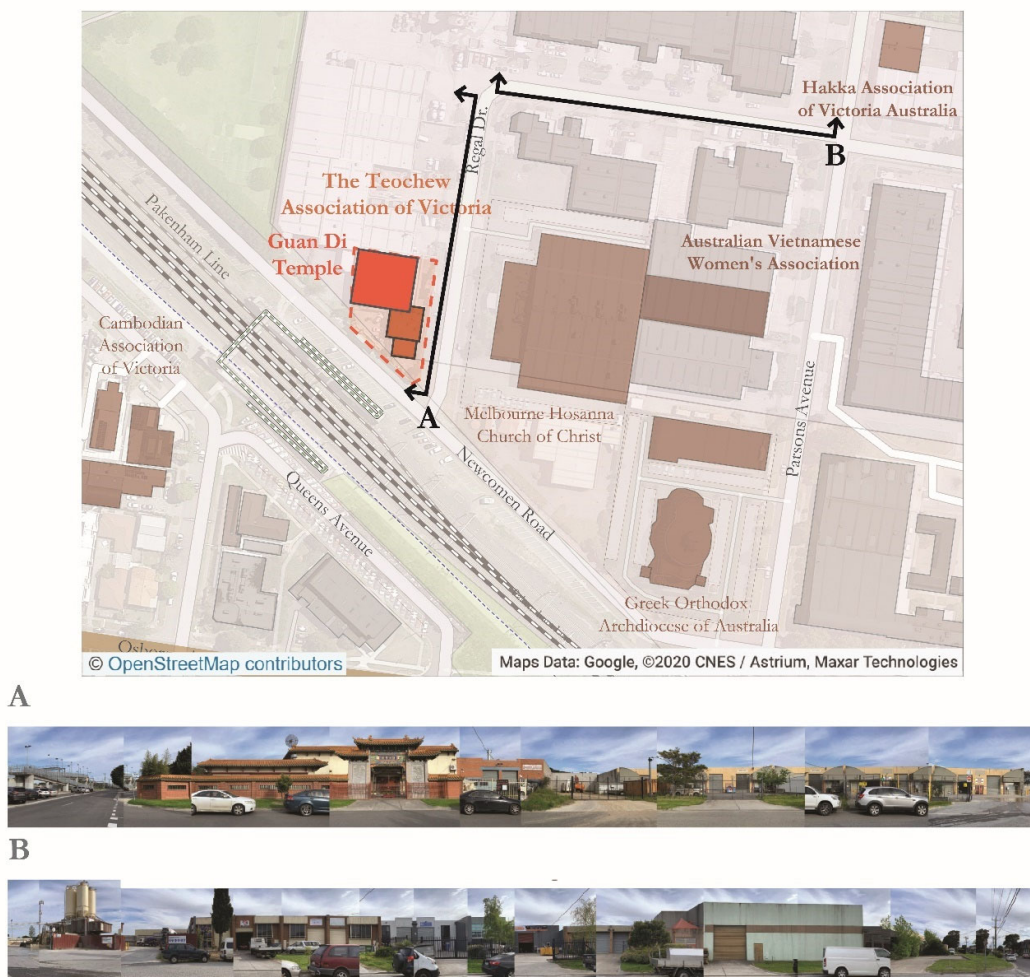 Hakka Association
of Victoria Australia
B
Regal Dr.
The Teochew
Association of Victoria
Guan Di
Temple
Pakenham Line
Australian Vietnamese
Women's Association
Cambodian
Association
of Victoria
A
Melbourne Hosanna
Church of Christ
Parsons Avenue
Newcomen Road
Queens Avenue
Greek Orthodox
Archdiocese of Australia
© OpenStreetMap contributors
Maps Data: Google, ©2020 CNES / Astrium, Maxar Technologies
A
B